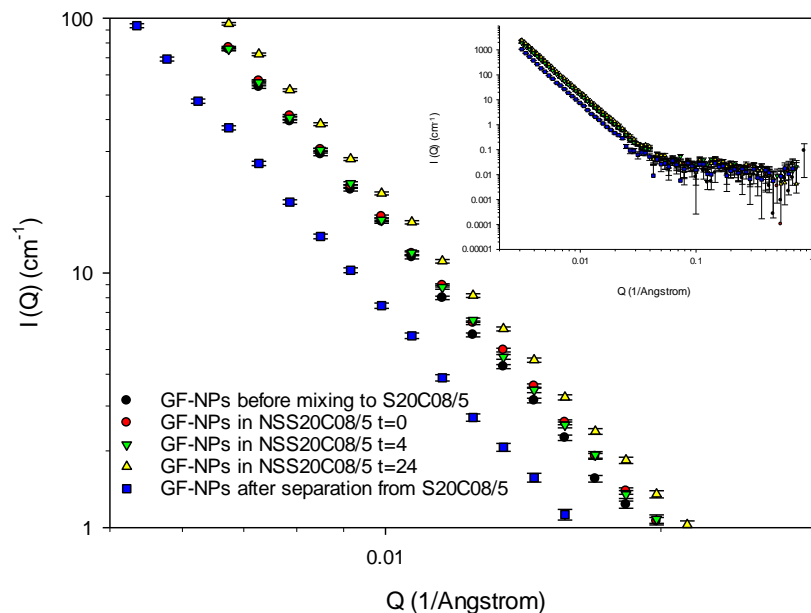 100
10
1
0.01
I (Q) (cm⁻¹)
Q (1/Angstrom)
GF-NPs before mixing to S20C08/5
GF-NPs in NSS20C08/5 t=0
GF-NPs in NSS20C08/5 t=4
GF-NPs in NSS20C08/5 t=24
GF-NPs after separation from S20C08/5
1000
100
10
1
0.1
0.01
0.001
0.0001
0.00001
0.01
0.1
1
I (Q) (cm⁻¹)
Q (1/Angstrom)